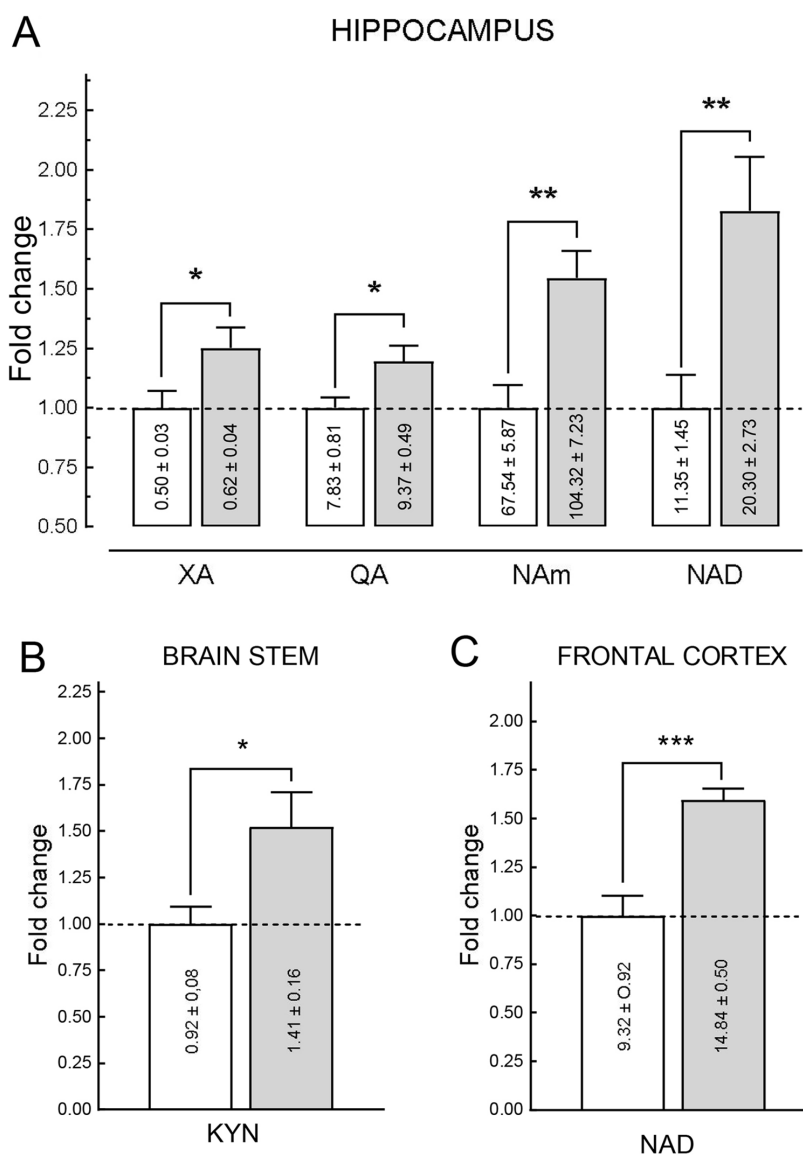 A
HIPPOCAMPUS
Fold change
2.25
2.00
1.75
1.50
1.25
1.00
0.75
0.50
*
*
**
**
0.50 ± 0.03
0.62 ± 0.04
7.83 ± 0.81
9.37 ± 0.49
67.54 ± 5.87
104.32 ± 7.23
11.35 ± 1.45
20.30 ± 2.73
XA
QA
NAm
NAD
B
BRAIN STEM
Fold change
2.25
2.00
1.75
1.50
1.25
1.00
0.75
0.50
0.25
0.00
*
0.92 ± 0,08
1.41 ± 0.16
KYN
C
FRONTAL CORTEX
Fold change
2.00
1.75
1.50
1.25
1.00
0.75
0.50
0.25
0.00
***
9.32 ± O.92
14.84 ± 0.50
NAD